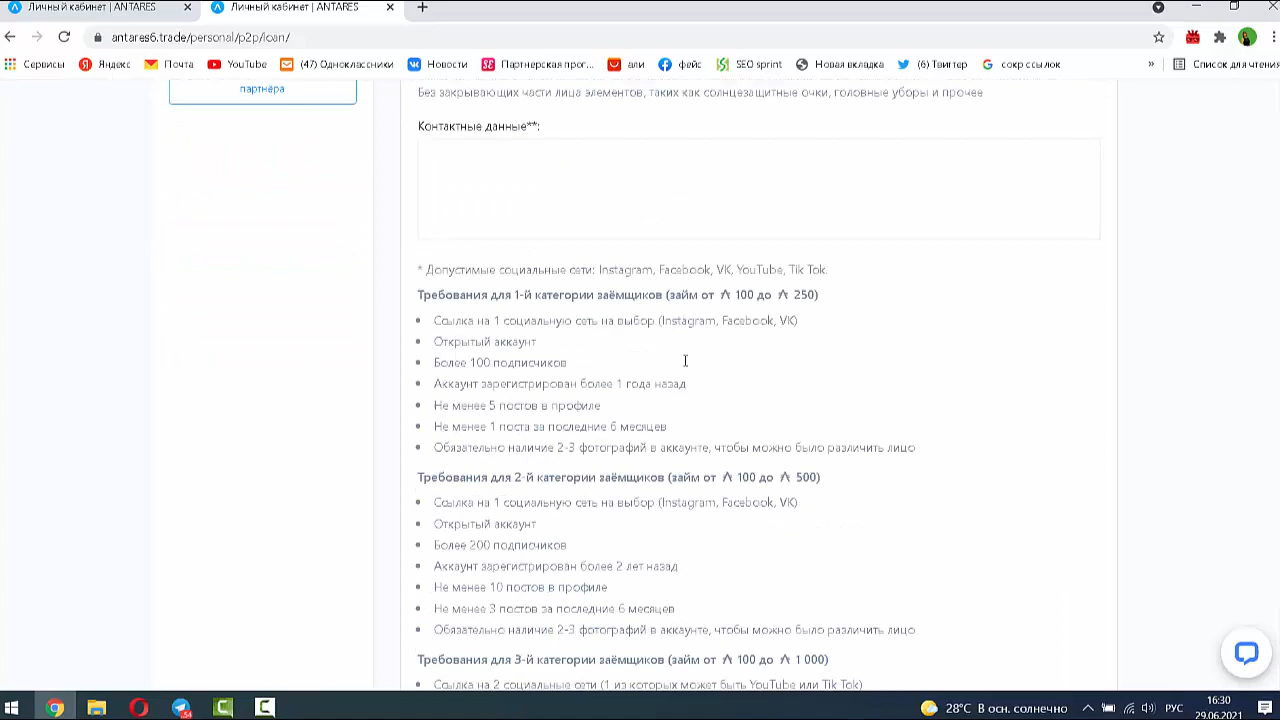 Личный кабинет | ANTARES
Личный кабинет | ANTARES
antares6.trade/personal/p2p/loan/
Сервисы
Яндекс
Почта
YouTube
(47) Одноклассники
Новости
Партнерская прог...
али
фейс
SEO sprint
Новая вкладка
(6) Твиттер
сокр ссылок
»
Список для чтения
партнёра
Без закрывающих части лица элементов, таких как солнцезащитные очки, головные уборы и прочее
Контактные данные**:
* Допустимые социальные сети: Instagram, Facebook, VK, YouTube, Tik Tok.
Требования для 1-й категории заёмщиков (займ от 100 до 250)
Ссылка на 1 социальную сеть на выбор (Instagram, Facebook, VK)
Открытый аккаунт
Более 100 подписчиков
Аккаунт зарегистрирован более 1 года назад
Не менее 5 постов в профиле
Не менее 1 поста за последние 6 месяцев
Обязательно наличие 2-3 фотографий в аккаунте, чтобы можно было различить лицо
Требования для 2-й категории заёмщиков (займ от 100 до 500)
Ссылка на 1 социальную сеть на выбор (Instagram, Facebook, VK)
Открытый аккаунт
Более 200 подписчиков
Аккаунт зарегистрирован более 2 лет назад
Не менее 10 постов в профиле
Не менее 3 постов за последние 6 месяцев
Обязательно наличие 2-3 фотографий в аккаунте, чтобы можно было различить лицо
Требования для 3-й категории заёмщиков (займ от 100 до 1 000)
Ссылка на 2 социальные сети (1 из которых может быть YouTube или Tik Tok)
54
28°C В осн. солнечно
РУС
16:30
29.06.2021